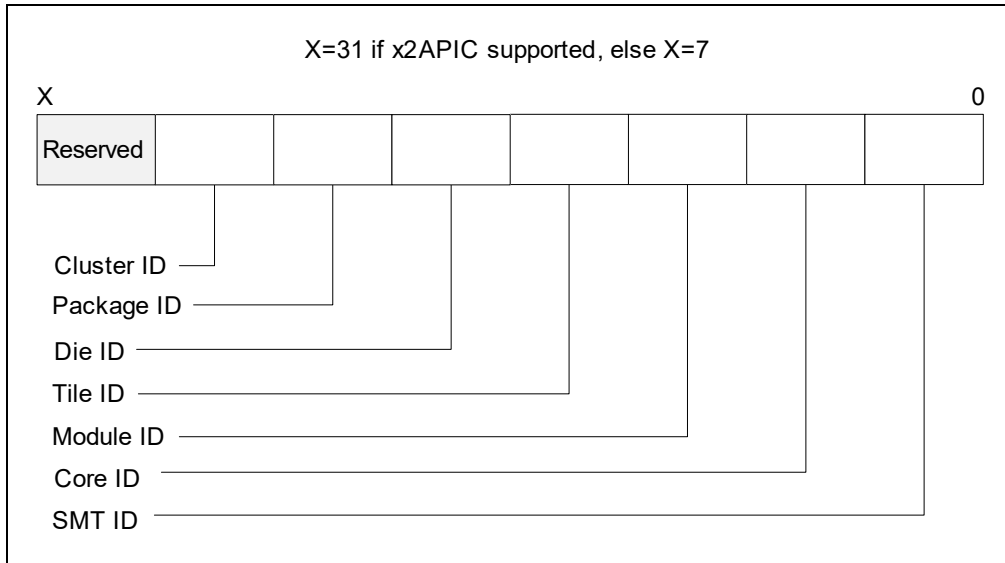 X=31 if x2APIC supported, else X=7
X 0
Reserved
Cluster ID
Package ID
Die ID
Tile ID
Module ID
Core ID
SMT ID